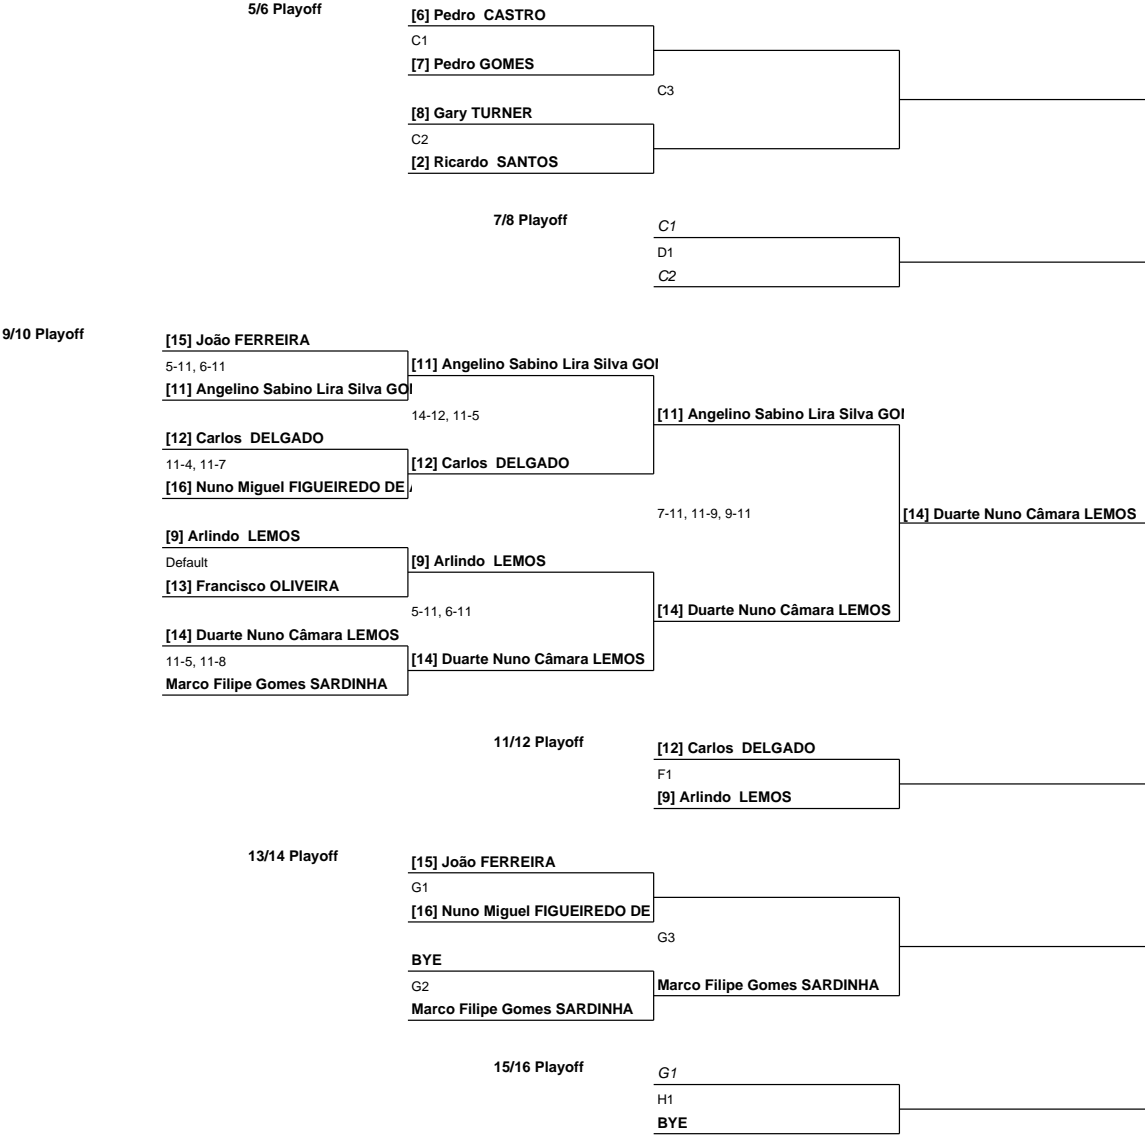 5/6 Playoff
[6] Pedro CASTRO
C1
[7] Pedro GOMES
C3
[8] Gary TURNER
C2
[2] Ricardo SANTOS
7/8 Playoff
C1
D1
C2
9/10 Playoff
[15] João FERREIRA
5-11, 6-11
[11] Angelino Sabino Lira Silva GO
[11] Angelino Sabino Lira Silva GO
14-12, 11-5
[11] Angelino Sabino Lira Silva GO
[12] Carlos DELGADO
11-4, 11-7
[12] Carlos DELGADO
[16] Nuno Miguel FIGUEIREDO DE
7-11, 11-9, 9-11
[14] Duarte Nuno Câmara LEMOS
[9] Arlindo LEMOS
Default
[9] Arlindo LEMOS
[13] Francisco OLIVEIRA
5-11, 6-11
[14] Duarte Nuno Câmara LEMOS
[14] Duarte Nuno Câmara LEMOS
11-5, 11-8
[14] Duarte Nuno Câmara LEMOS
Marco Filipe Gomes SARDINHA
11/12 Playoff
[12] Carlos DELGADO
F1
[9] Arlindo LEMOS
13/14 Playoff
[15] João FERREIRA
G1
[16] Nuno Miguel FIGUEIREDO DE
G3
BYE
G2
Marco Filipe Gomes SARDINHA
Marco Filipe Gomes SARDINHA
15/16 Playoff
G1
H1
BYE